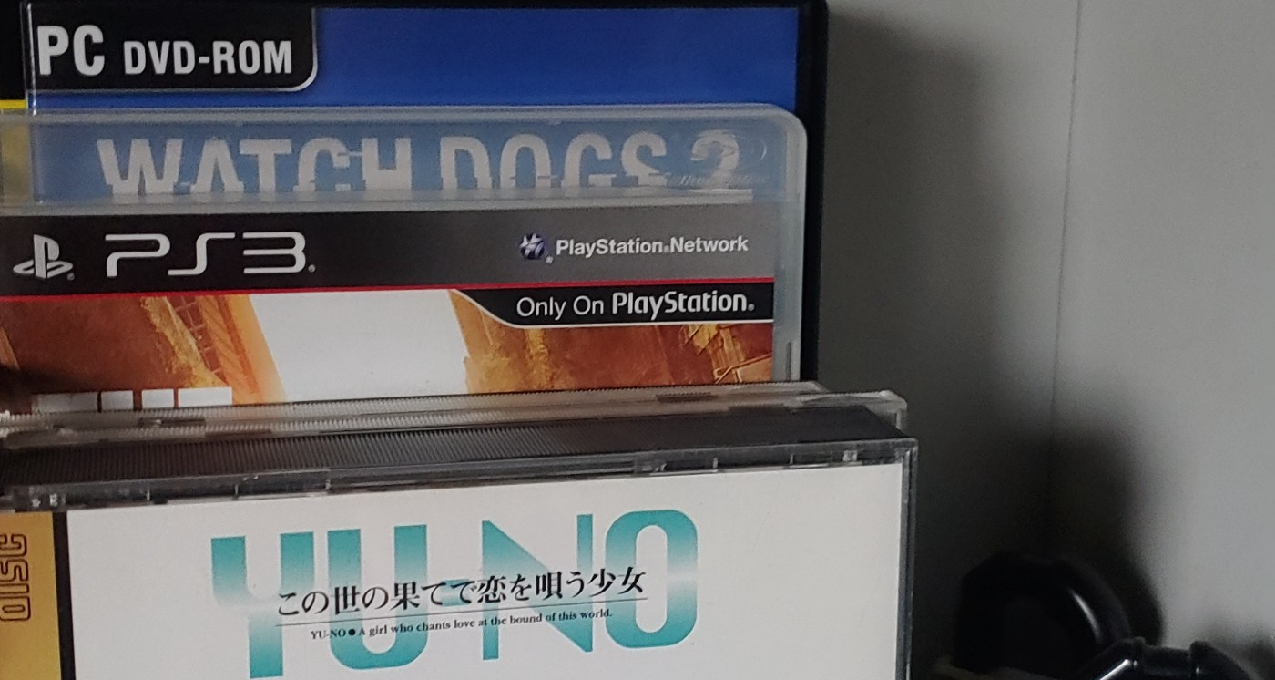 PC DVD-ROM
WATCH DOGS 2
PS3
PlayStation Network
Only On PlayStation
DISC
YU-NO
この世の果てで恋を唄う少女
YU-NO●A girl who chants love at the bound of this world.